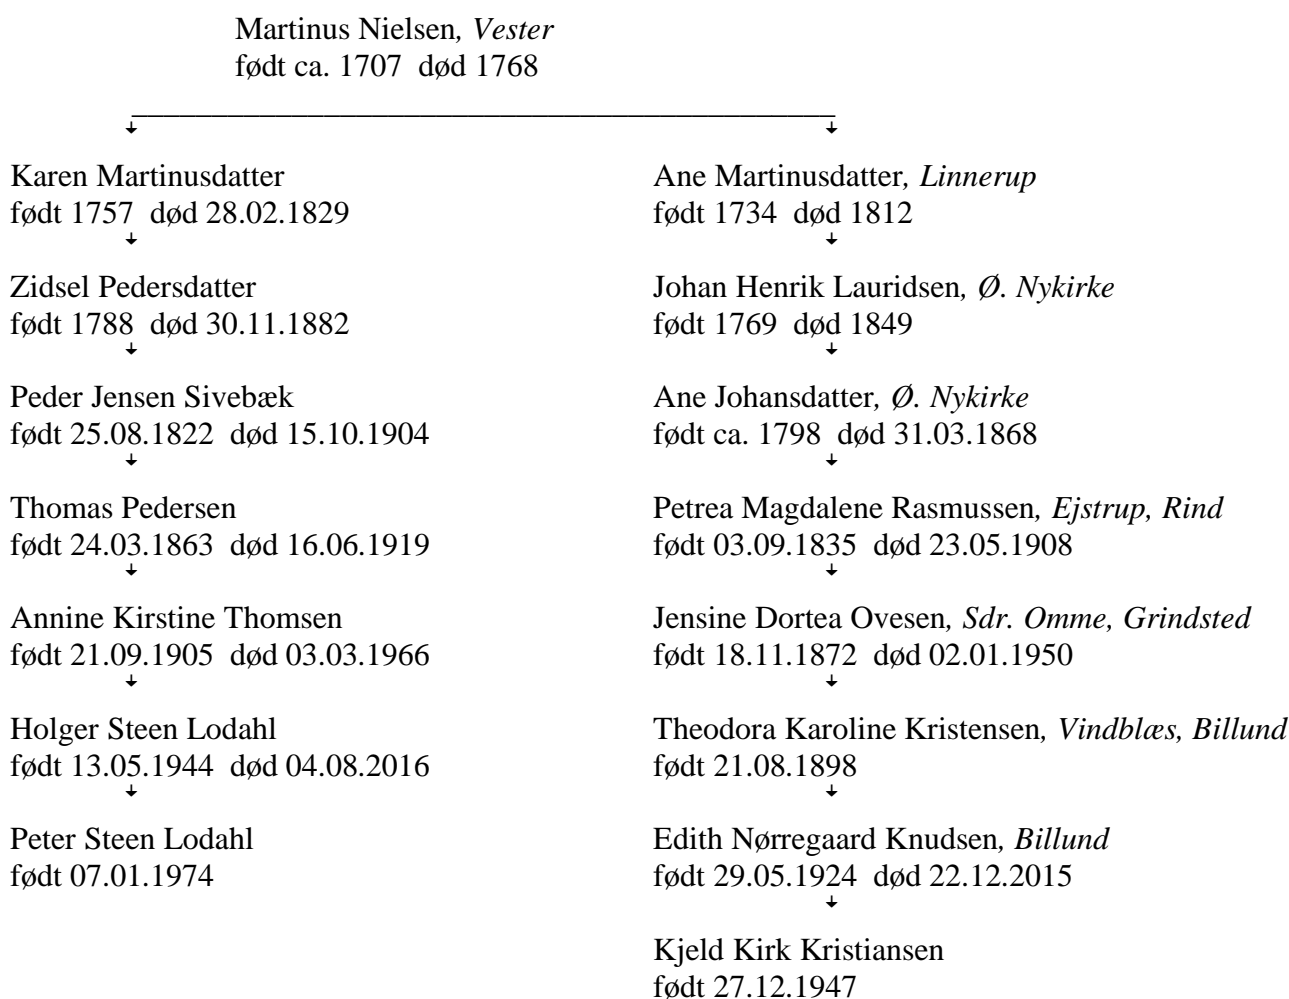 Martinus Nielsen, Vester
født ca. 1707 død 1768
Karen Martinusdatter
født 1757 død 28.02.1829
Zidsel Pedersdatter
født 1788 død 30.11.1882
Peder Jensen Sivebæk
født 25.08.1822 død 15.10.1904
Thomas Pedersen
født 24.03.1863 død 16.06.1919
Annine Kirstine Thomsen
født 21.09.1905 død 03.03.1966
Holger Steen Lodahl
født 13.05.1944 død 04.08.2016
Peter Steen Lodahl
født 07.01.1974
Ane Martinusdatter, Linnerup
født 1734 død 1812
Johan Henrik Lauridsen, Ø. Nykirke
født 1769 død 1849
Ane Johansdatter, Ø. Nykirke
født ca. 1798 død 31.03.1868
Petrea Magdalene Rasmussen, Ejstrup, Rind
født 03.09.1835 død 23.05.1908
Jensine Dortea Ovesen, Sdr. Omme, Grindsted
født 18.11.1872 død 02.01.1950
Theodora Karoline Kristensen, Vindblæs, Billund
født 21.08.1898
Edith Nørregaard Knudsen, Billund
født 29.05.1924 død 22.12.2015
Kjeld Kirk Kristiansen
født 27.12.1947